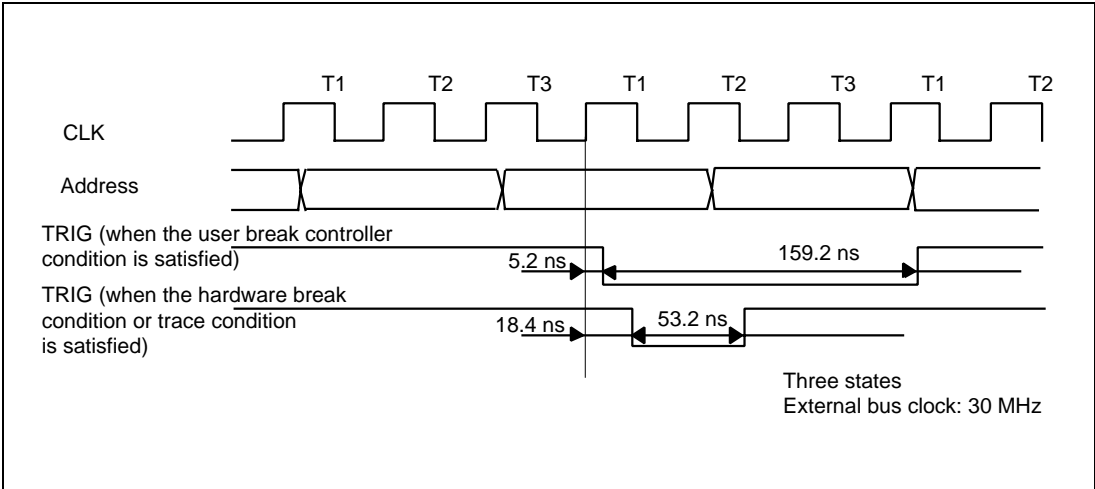 T1 T2 T3 T1 T2 T3 T1 T2
CLK
Address
TRIG (when the user break controller
condition is satisfied)
5.2 ns
159.2 ns
TRIG (when the hardware break
condition or trace condition
is satisfied)
18.4 ns
53.2 ns
Three states
External bus clock: 30 MHz